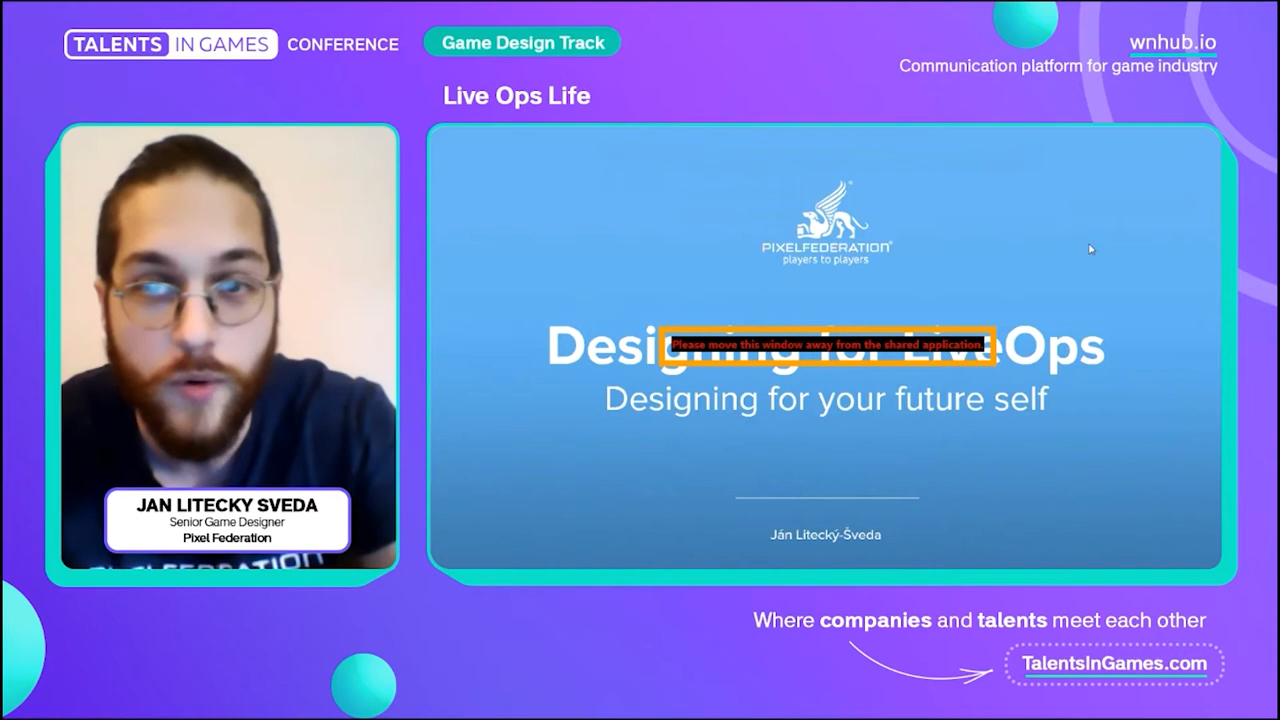 TALENTS IN GAMES CONFERENCE
Game Design Track
wnhub.io
Communication platform for game industry
Live Ops Life
PIXELFEDERATION®
players to players
Designing for LiveOps
Please move this window away from the shared application.
Designing for your future self
Ján Litecký-Šveda
JAN LITECKY SVEDA
Senior Game Designer
Pixel Federation
PIXELFEDERATION
Where companies and talents meet each other
TalentsInGames.com